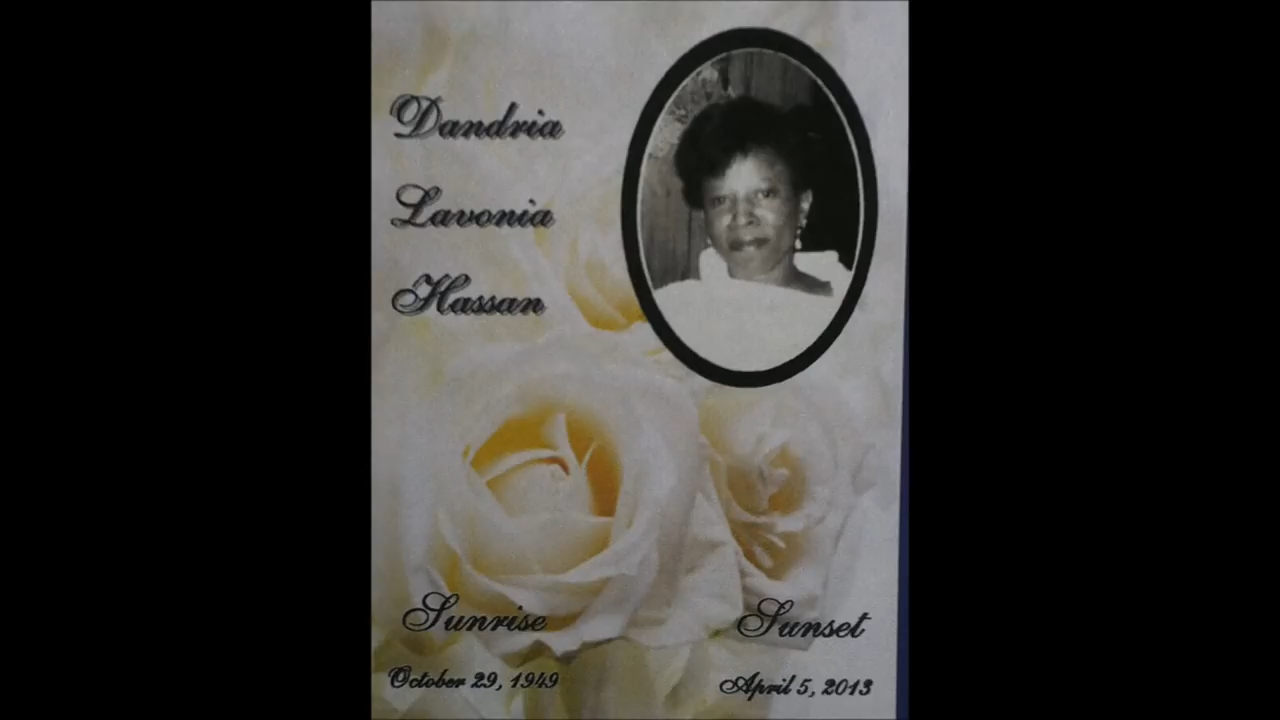 Dandria
Lavonia
Hassan
Sunrise
Sunset
October 29, 1949
April 5, 2013